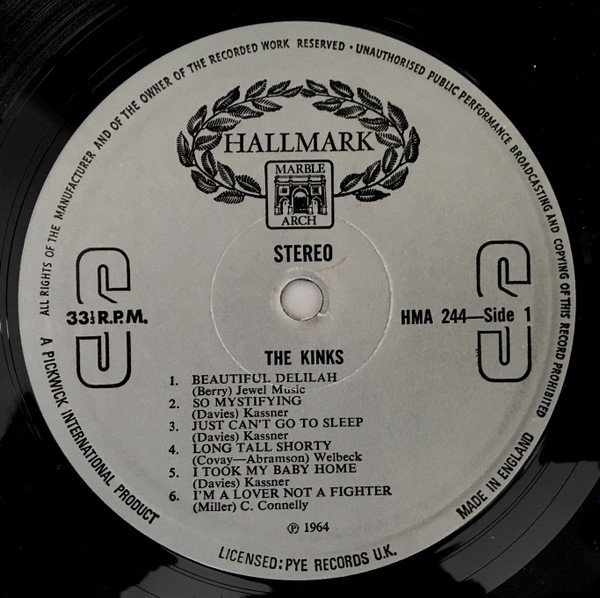 ALL RIGHTS OF THE MANUFACTURER AND OF THE OWNER OF THE RECORDED WORK RESERVED · UNAUTHORISED PUBLIC PERFORMANCE BROADCASTING AND COPYING OF THIS RECORD PROHIBITED
HALLMARK
MARBLE
ARCH
STEREO
33⅓ R.P.M.
HMA 244—Side 1
THE KINKS
1. BEAUTIFUL DELILAH
(Berry) Jewel Music
2. SO MYSTIFYING
(Davies) Kassner
3. JUST CAN'T GO TO SLEEP
(Davies) Kassner
4. LONG TALL SHORTY
(Covay—Abramson) Welbeck
5. I TOOK MY BABY HOME
(Davies) Kassner
6. I'M A LOVER NOT A FIGHTER
(Miller) C. Connelly
℗ 1964
A PICKWICK INTERNATIONAL PRODUCT
LICENSED: PYE RECORDS U.K.
MADE IN ENGLAND